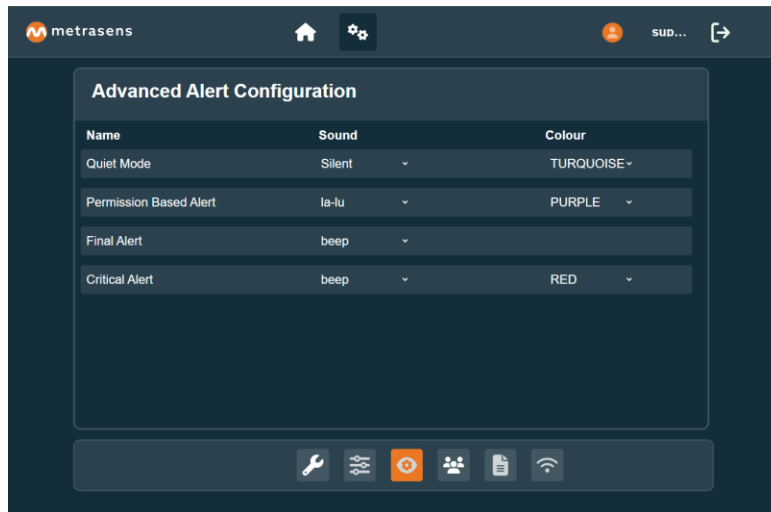 metrasens
SUD...
Advanced Alert Configuration
Name Sound Colour
Quiet Mode Silent TURQUOISE
Permission Based Alert la-lu PURPLE
Final Alert beep
Critical Alert beep RED